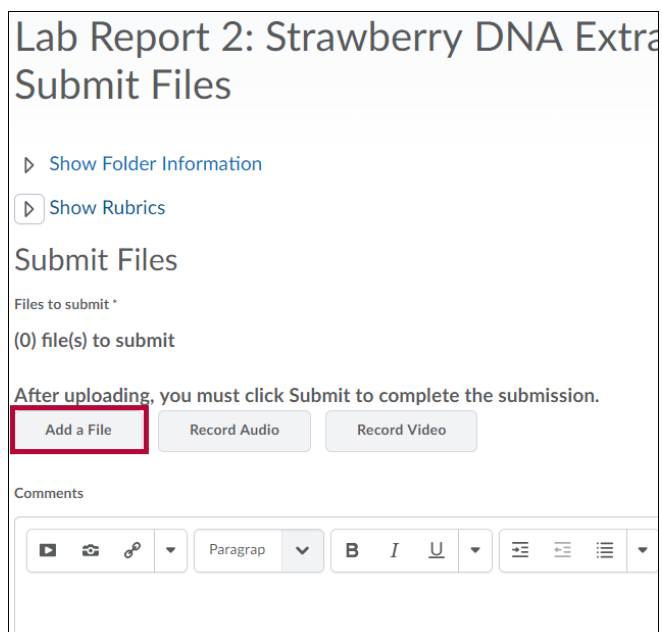 Lab Report 2: Strawberry DNA Extra
Submit Files
Show Folder Information
Show Rubrics
Submit Files
Files to submit *
(0) file(s) to submit
After uploading, you must click Submit to complete the submission.
Add a File Record Audio Record Video
Comments
Paragrap B I U